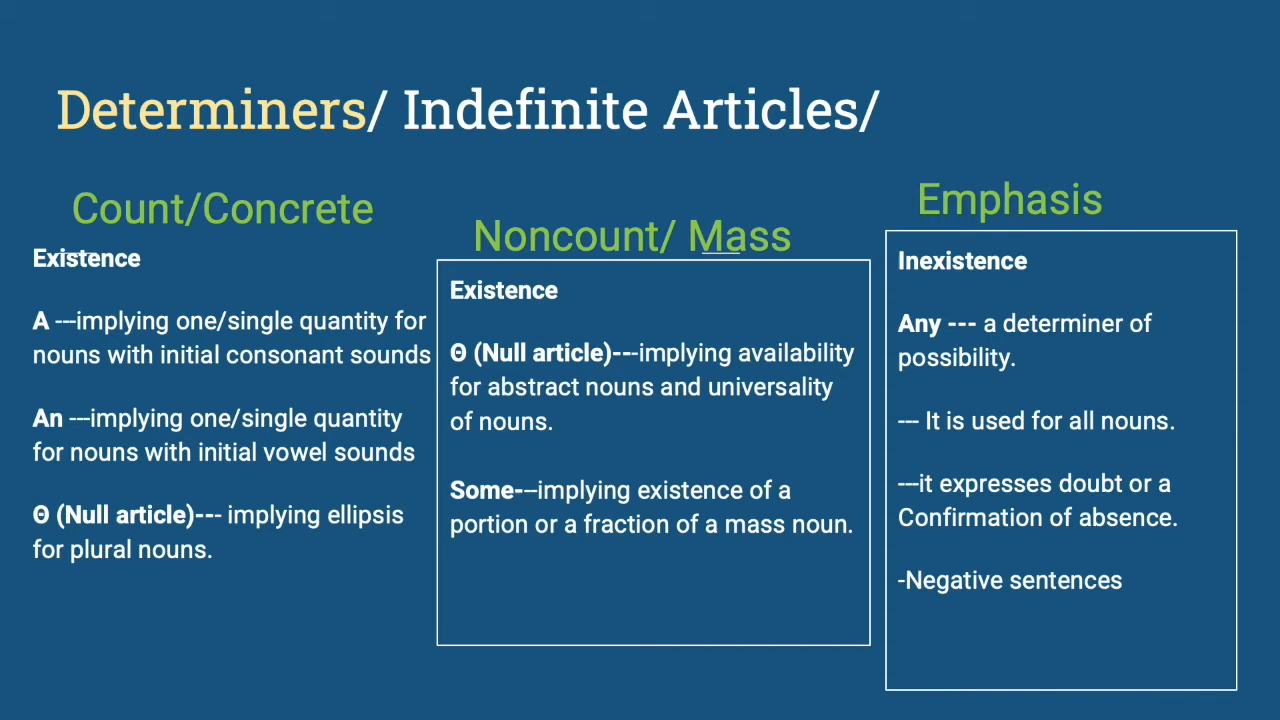 Determiners/ Indefinite Articles/
Count/Concrete
Existence
A ---implying one/single quantity for
nouns with initial consonant sounds
An ---implying one/single quantity
for nouns with initial vowel sounds
Θ (Null article)--- implying ellipsis
for plural nouns.
Noncount/ Mass
Existence
Θ (Null article)---implying availability
for abstract nouns and universality
of nouns.
Some---implying existence of a
portion or a fraction of a mass noun.
Emphasis
Inexistence
Any --- a determiner of
possibility.
--- It is used for all nouns.
---it expresses doubt or a
Confirmation of absence.
-Negative sentences